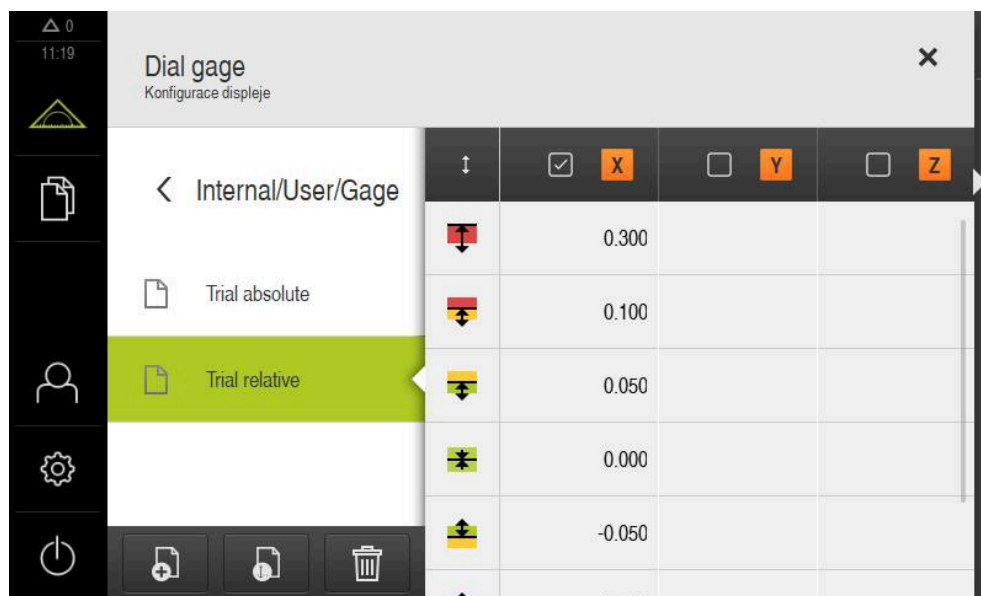 0
11:19
Dial gage
Konfigurace displeje
Internal/User/Gage
Trial absolute
Trial relative
X Y Z
0.300
0.100
0.050
0.000
-0.050